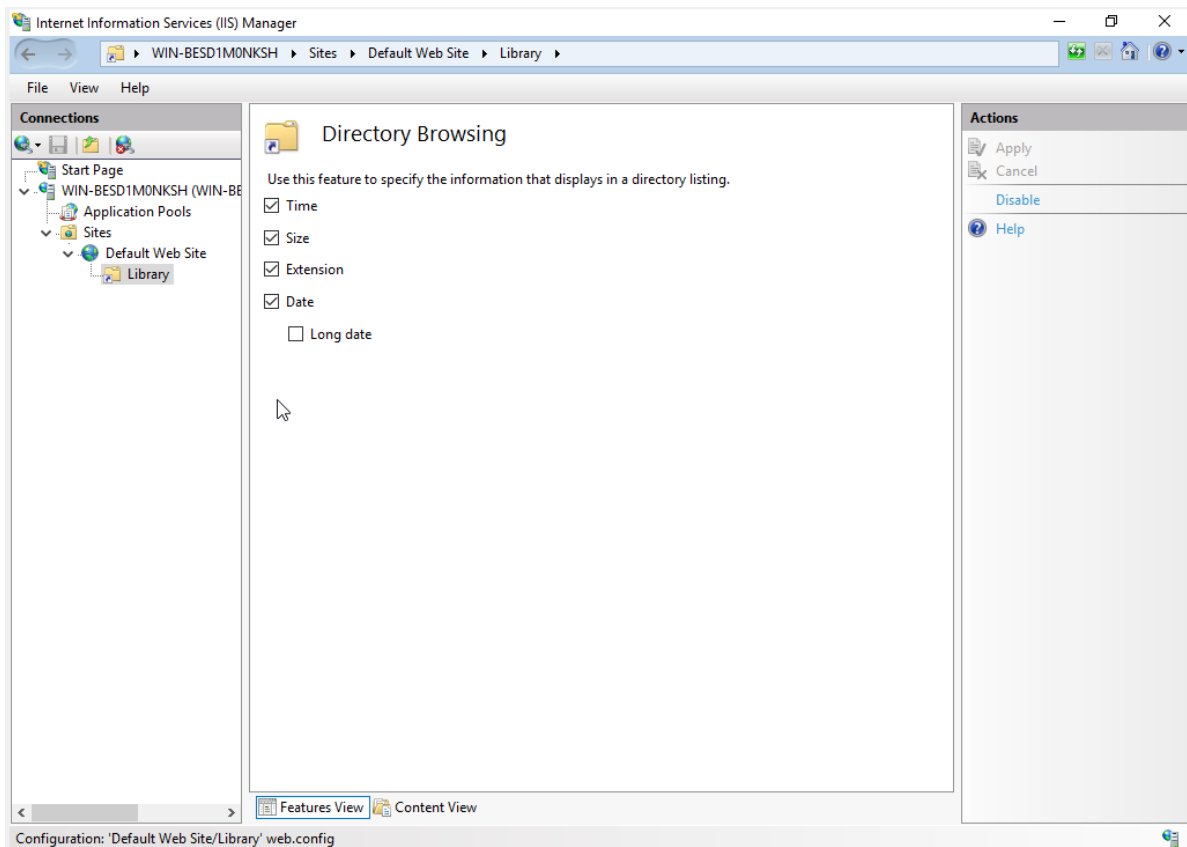 Internet Information Services (IIS) Manager
WIN-BESD1M0NKSH Sites Default Web Site Library
File View Help
Connections
Start Page
WIN-BESD1M0NKSH (WIN-BE
Application Pools
Sites
Default Web Site
Library
Directory Browsing
Use this feature to specify the information that displays in a directory listing.
Time
Size
Extension
Date
Long date
Features View Content View
Actions
Apply
Cancel
Disable
Help
Configuration: 'Default Web Site/Library' web.config